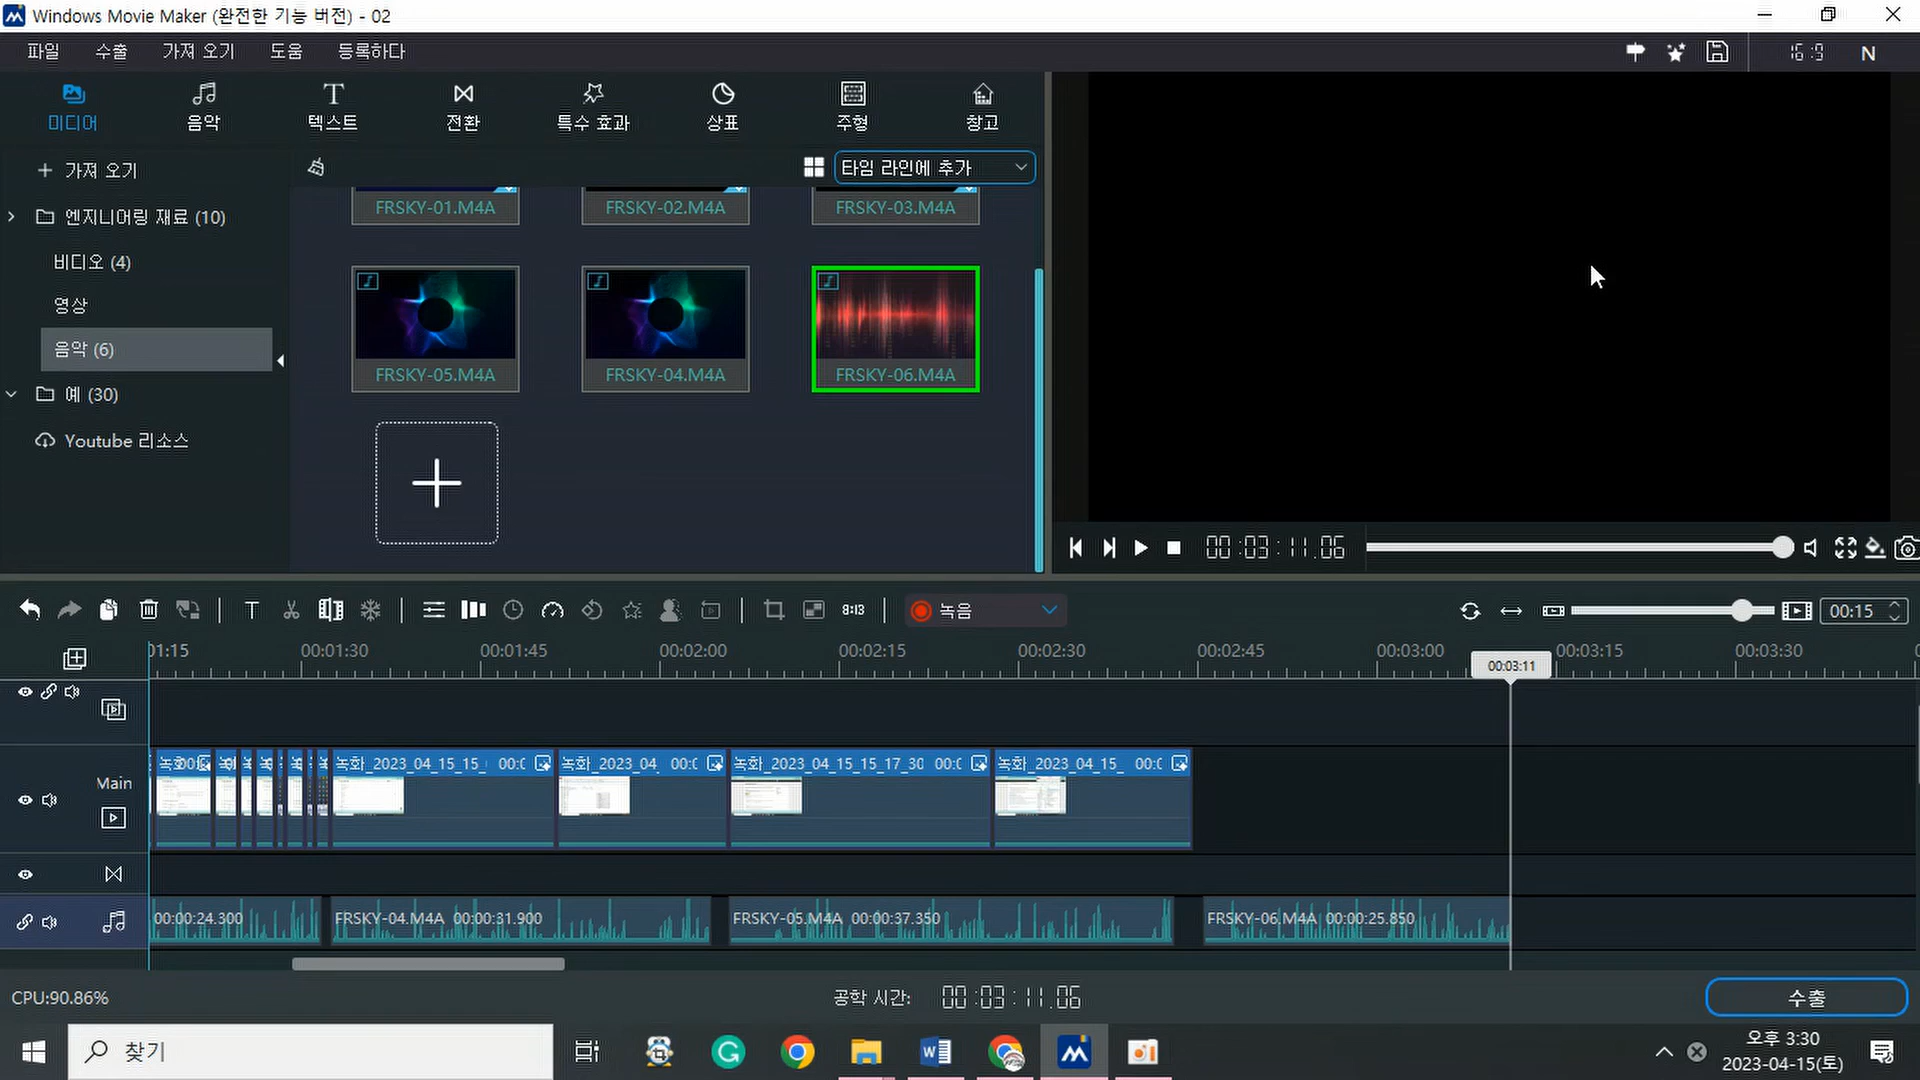 Windows Movie Maker (완전한 기능 버전) - 02
파일 수출 가져 오기 도움 등록하다
16:9 N
미디어 음악 텍스트 전환 특수 효과 상표 주형 창고
가져 오기
타임 라인에 추가
엔지니어링 재료 (10)
비디오 (4)
영상
음악 (6)
예 (30)
Youtube 리소스
FRSKY-01.M4A FRSKY-02.M4A FRSKY-03.M4A
FRSKY-05.M4A FRSKY-04.M4A FRSKY-06.M4A
00:03:11.06
녹음
00:15
01:15 00:01:30 00:01:45 00:02:00 00:02:15 00:02:30 00:02:45 00:03:00 00:03:11 00:03:15 00:03:30
Main
녹화_2023_04_15_15_ 00:0 녹화_2023_04_ 00:0 녹화_2023_04_15_15_17_30 00:0 녹화_2023_04_15_ 00:0
00:00:24.300 FRSKY-04.M4A 00:00:31.900 FRSKY-05.M4A 00:00:37.350 FRSKY-06.M4A 00:00:25.850
CPU:90.86% 공학 시간: 00:03:11.06 수출
찾기
오후 3:30
2023-04-15(토)